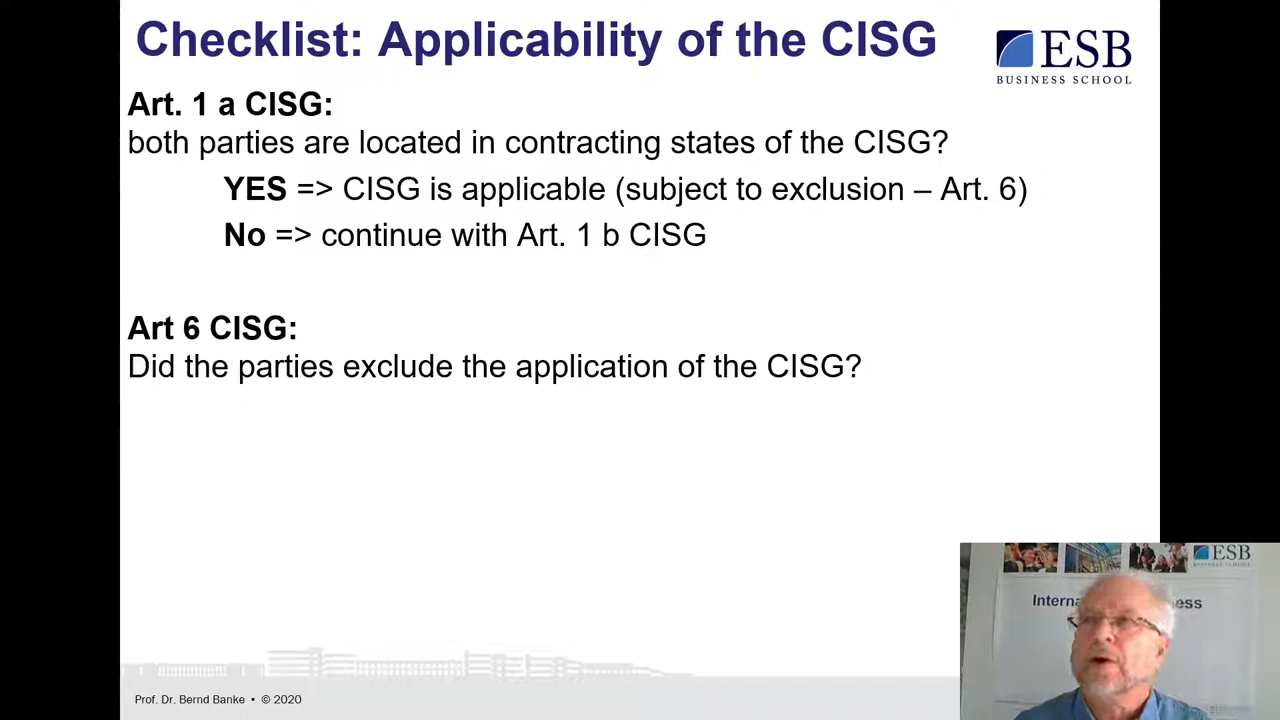 Checklist: Applicability of the CISG
ESB
BUSINESS SCHOOL
Art. 1 a CISG:
both parties are located in contracting states of the CISG?
YES => CISG is applicable (subject to exclusion – Art. 6)
No => continue with Art. 1 b CISG
Art 6 CISG:
Did the parties exclude the application of the CISG?
ESB
Prof. Dr. Bernd Banke • © 2020